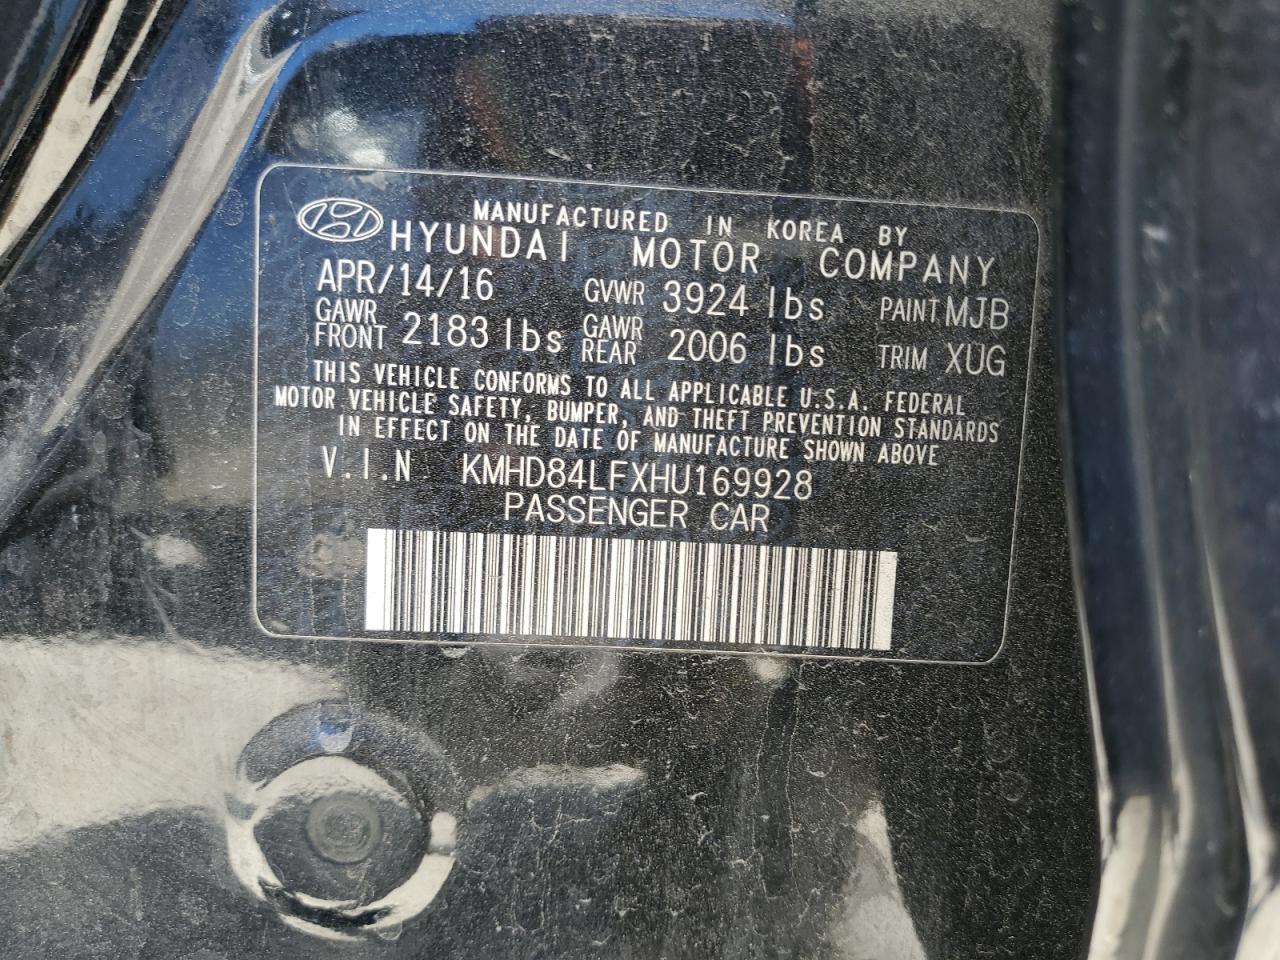 MANUFACTURED IN KOREA BY
HYUNDAI MOTOR COMPANY
APR/14/16 GVWR 3924 lbs PAINT MJB
GAWR FRONT 2183 lbs GAWR REAR 2006 lbs TRIM XUG
THIS VEHICLE CONFORMS TO ALL APPLICABLE U.S.A. FEDERAL
MOTOR VEHICLE SAFETY, BUMPER, AND THEFT PREVENTION STANDARDS
IN EFFECT ON THE DATE OF MANUFACTURE SHOWN ABOVE
V.I.N KMHD84LFXHU169928
PASSENGER CAR